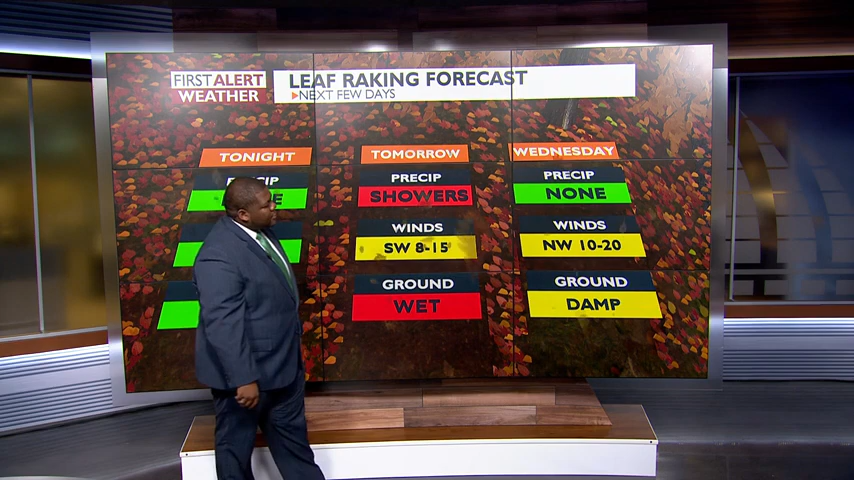 FIRST ALERT
WEATHER
LEAF RAKING FORECAST
NEXT FEW DAYS
TONIGHT
TOMORROW
WEDNESDAY
PRECIP
PRECIP
SHOWERS
PRECIP
NONE
WINDS
SW 8-15
WINDS
NW 10-20
GROUND
WET
GROUND
DAMP